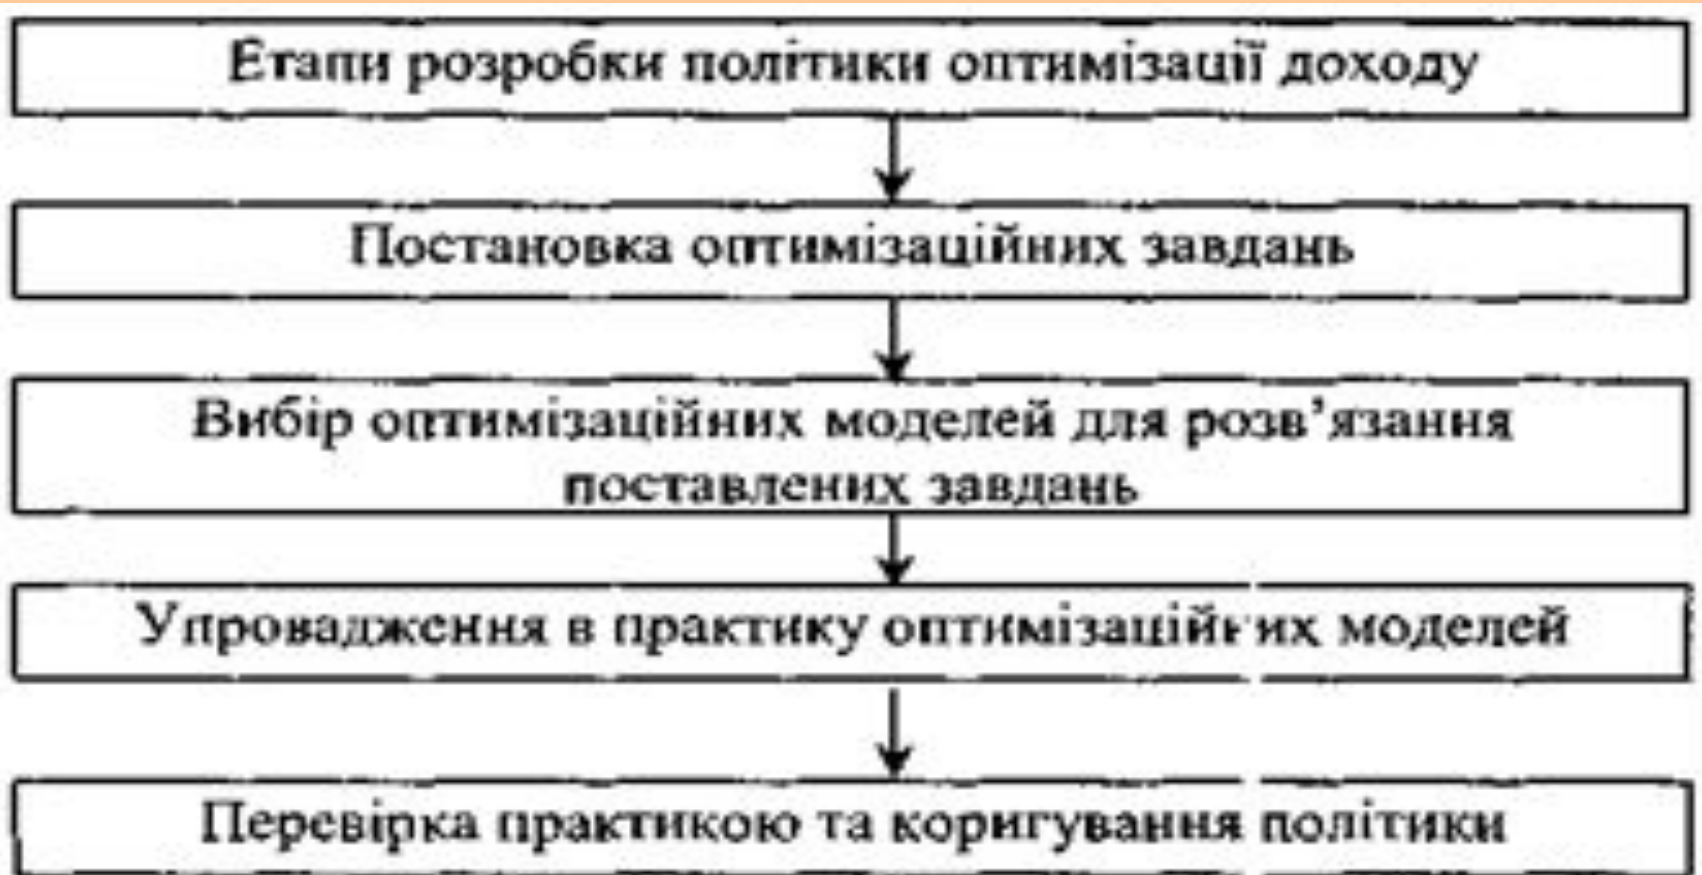 Етапи розробки політики оптимізації доходу
Постановка оптимізаційних завдань
Вибір оптимізаційних моделей для розв’язання
поставлених завдань
Упровадження в практику оптимізаційних моделей
Перевірка практикою та коригування політики